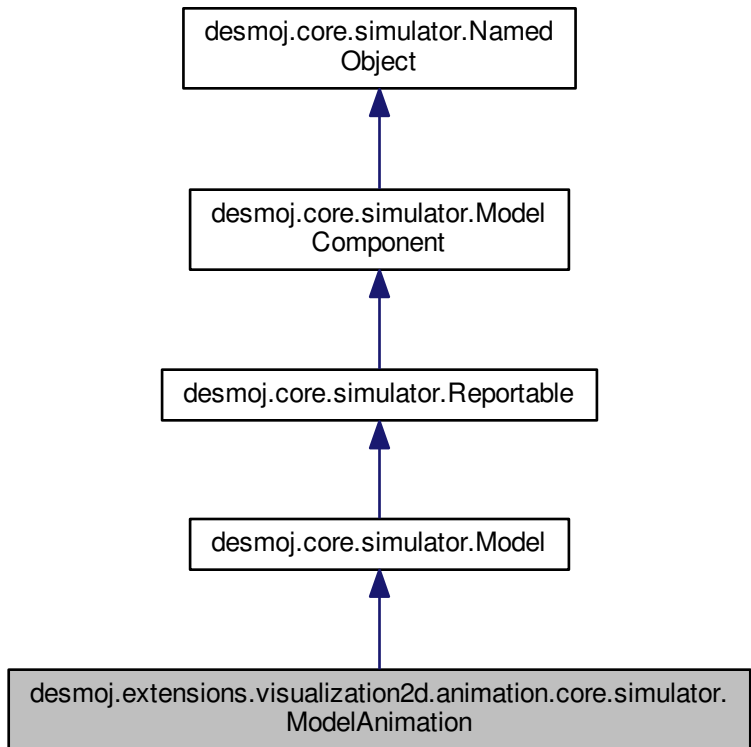 desmoj.core.simulator.Named
Object
desmoj.core.simulator.Model
Component
desmoj.core.simulator.Reportable
desmoj.core.simulator.Model
desmoj.extensions.visualization2d.animation.core.simulator.
ModelAnimation